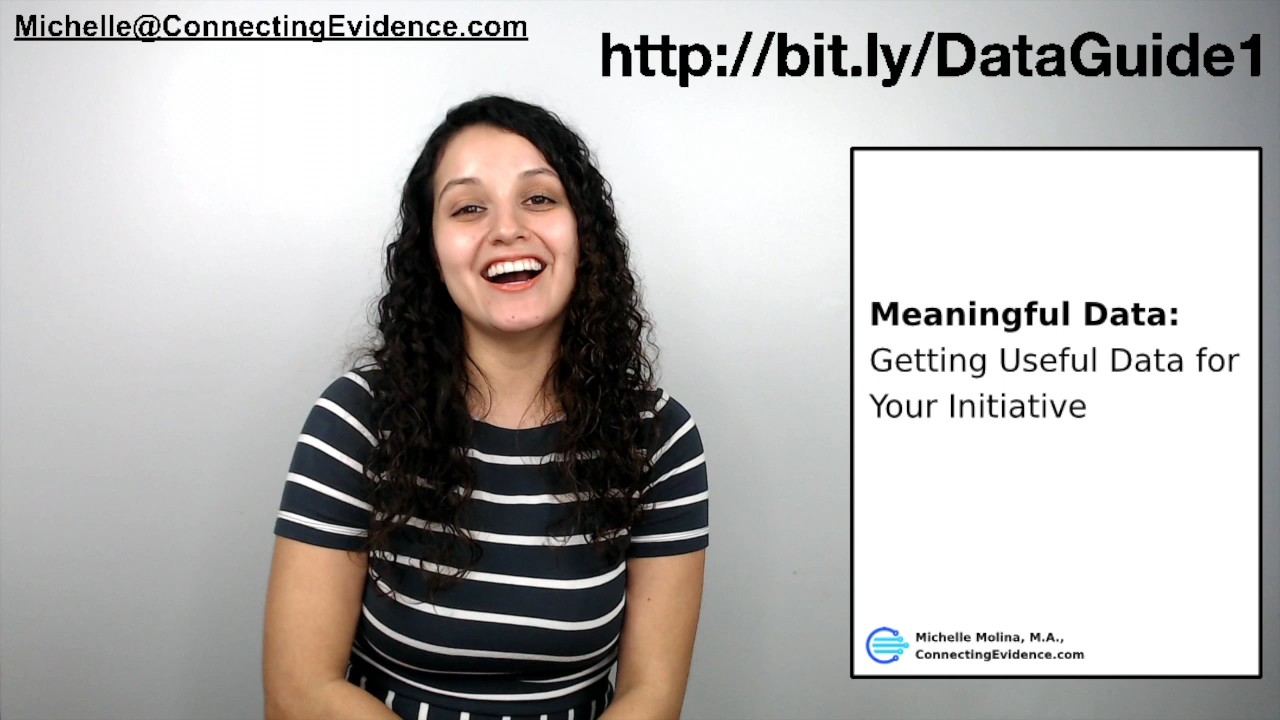 Michelle@ConnectingEvidence.com
http://bit.ly/DataGuide1
Meaningful Data:
Getting Useful Data for
Your Initiative
Michelle Molina, M.A.,
ConnectingEvidence.com